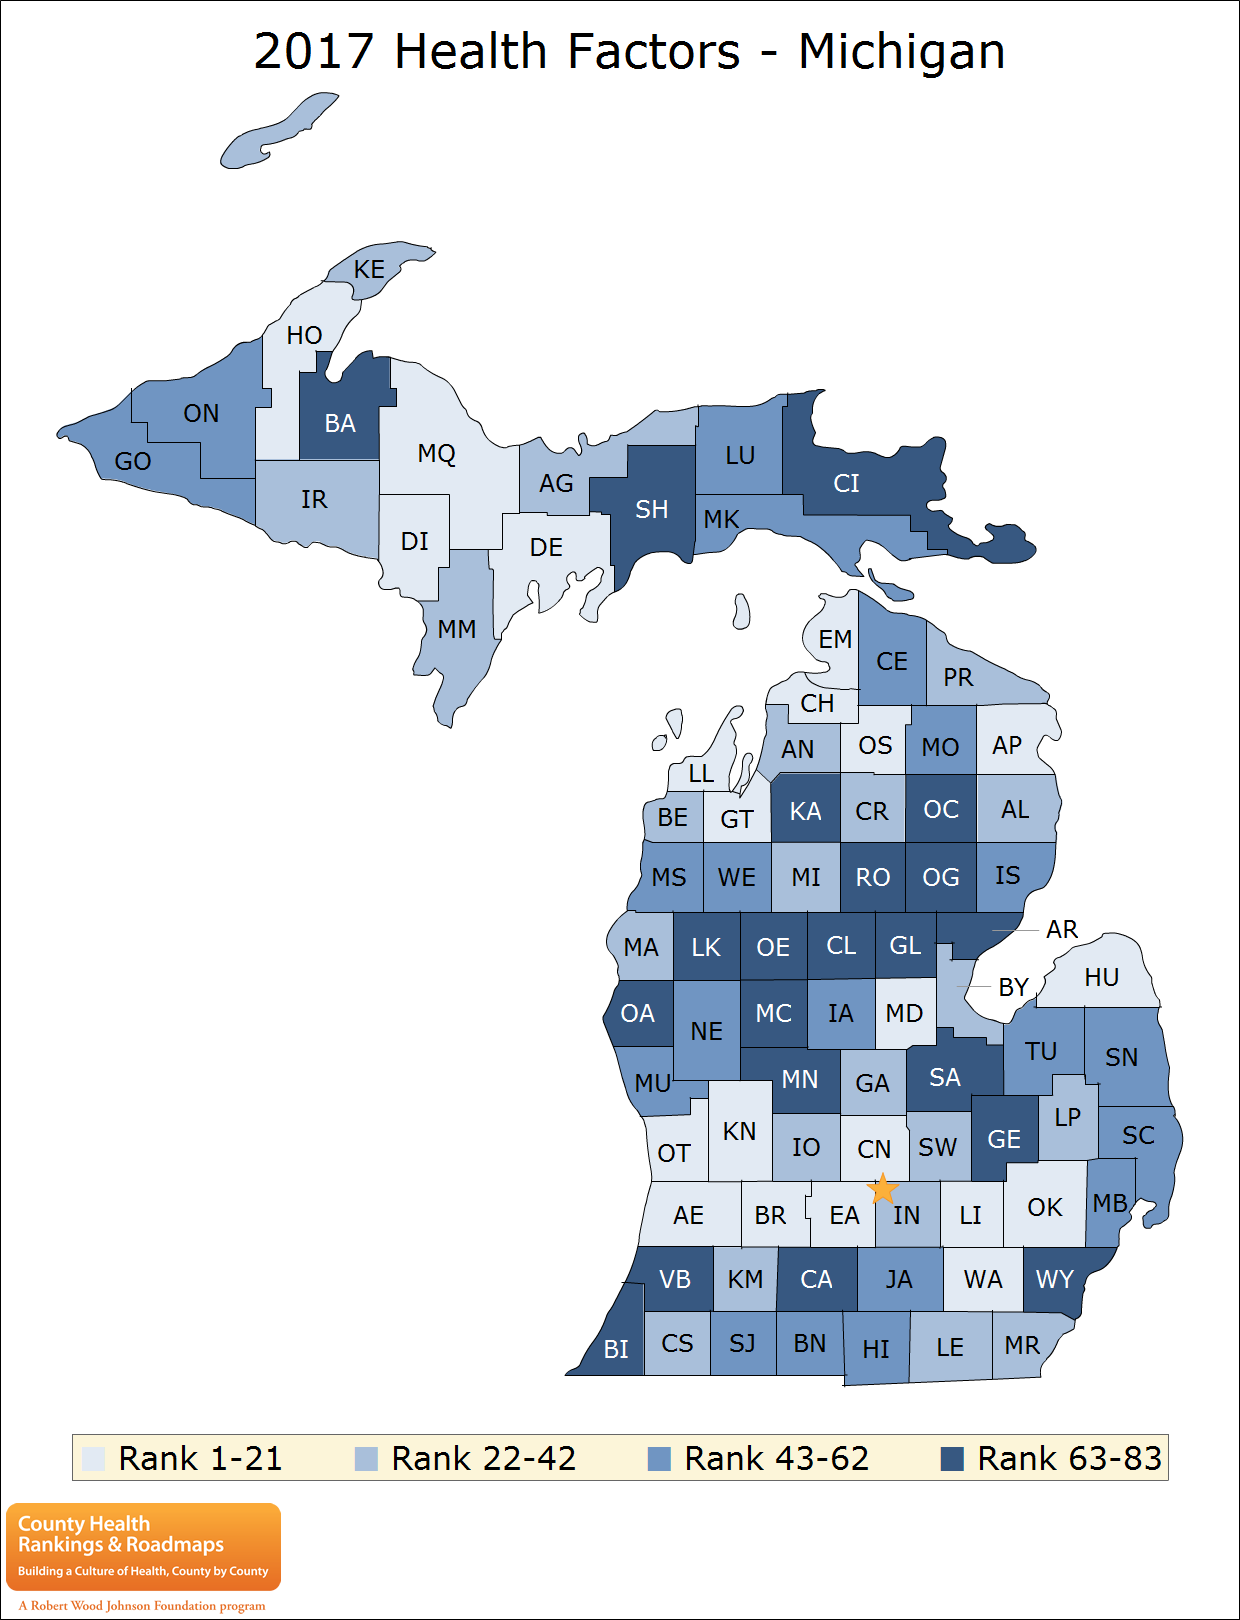 2017 Health Factors - Michigan
KE
HO
ON
BA
GO
MQ
LU
IR
AG
CI
SH
MK
DI
DE
MM
EM
CE
PR
CH
AN
OS
MO
AP
LL
BE
GT
KA
CR
OC
AL
MS
WE
MI
RO
OG
IS
AR
MA
LK
OE
CL
GL
HU
BY
OA
NE
MC
IA
MD
TU
SN
MU
MN
GA
SA
LP
KN
OT
IO
CN
SW
GE
SC
AE
BR
EA
IN
LI
OK
MB
VB
KM
CA
JA
WA
WY
BI
CS
SJ
BN
HI
LE
MR
Rank 1-21 Rank 22-42 Rank 43-62 Rank 63-83
County Health
Rankings & Roadmaps
Building a Culture of Health, County by County
A Robert Wood Johnson Foundation program